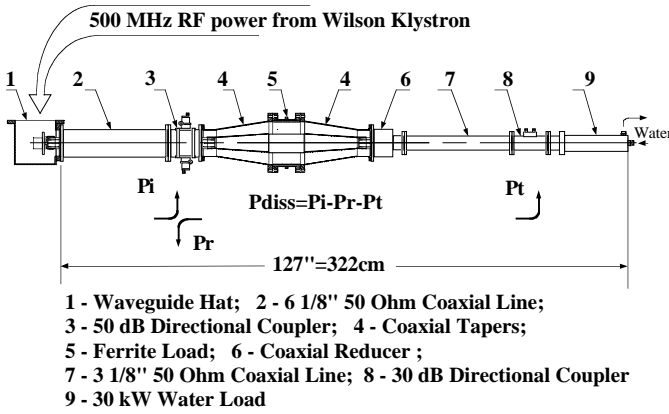 500 MHz RF power from Wilson Klystron
1 2 3 4 5 4 6 7 8 9
Water
Pi Pdiss=Pi-Pr-Pt Pt
Pr
127"=322cm
1 - Waveguide Hat; 2 - 6 1/8" 50 Ohm Coaxial Line;
3 - 50 dB Directional Coupler; 4 - Coaxial Tapers;
5 - Ferrite Load; 6 - Coaxial Reducer ;
7 - 3 1/8" 50 Ohm Coaxial Line; 8 - 30 dB Directional Coupler
9 - 30 kW Water Load